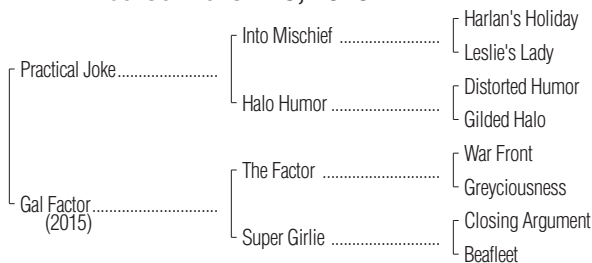 Harlan's Holiday
Into Mischief ........................
Leslie's Lady
Practical Joke ........................
Distorted Humor
Halo Humor ..........................
Gilded Halo
War Front
The Factor ............................
Greyciousness
Gal Factor ..............................
(2015)
Closing Argument
Super Girlie ..........................
Beafleet